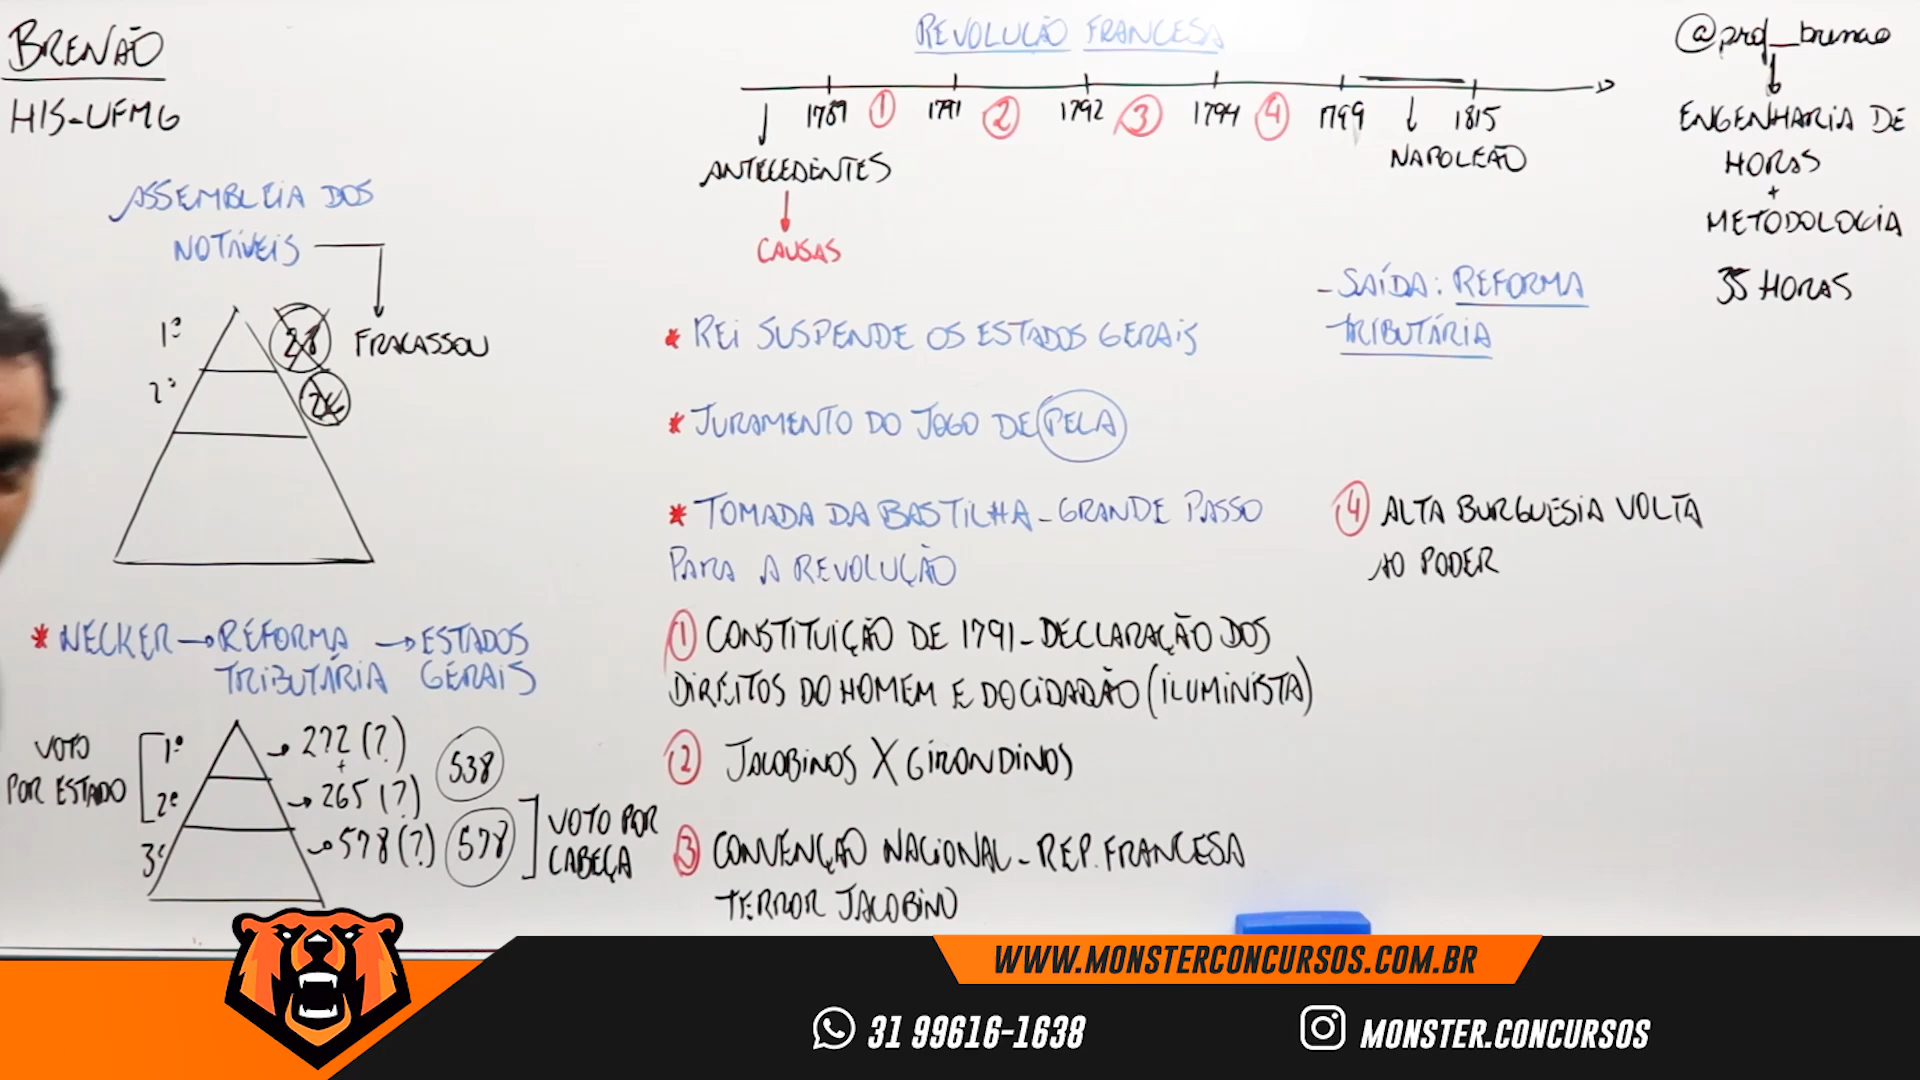 BRENÃO
HIS-UFMG
ASSEMBLEIA DOS
NOTÁVEIS
1º
2º
28
26
FRACASSOU
* NECKER → REFORMA → ESTADOS
TRIBUTÁRIA GERAIS
VOTO
POR ESTADO
1º
2º
3º
272 (?)
+
265 (?)
578 (?)
538
578
VOTO POR
CABEÇA
REVOLUÇÃO FRANCESA
1789 1 1791 2 1792 3 1794 4 1799 1815
ANTECEDENTES
NAPOLEÃO
CAUSAS
* REI SUSPENDE OS ESTADOS GERAIS
* JURAMENTO DO JOGO DE PELA
* TOMADA DA BASTILHA - GRANDE PASSO
PARA A REVOLUÇÃO
1 CONSTITUIÇÃO DE 1791 - DECLARAÇÃO DOS
DIREITOS DO HOMEM E DO CIDADÃO (ILUMINISTA)
2 JACOBINOS X GIRONDINOS
3 CONVENÇÃO NACIONAL - REP. FRANCESA
TERROR JACOBINO
- SAÍDA: REFORMA
TRIBUTÁRIA
4 ALTA BURGUESIA VOLTA
AO PODER
@prof_brenao
ENGENHARIA DE
HORAS
+
METODOLOGIA
35 HORAS
WWW.MONSTERCONCURSOS.COM.BR
31 99616-1638
MONSTER.CONCURSOS